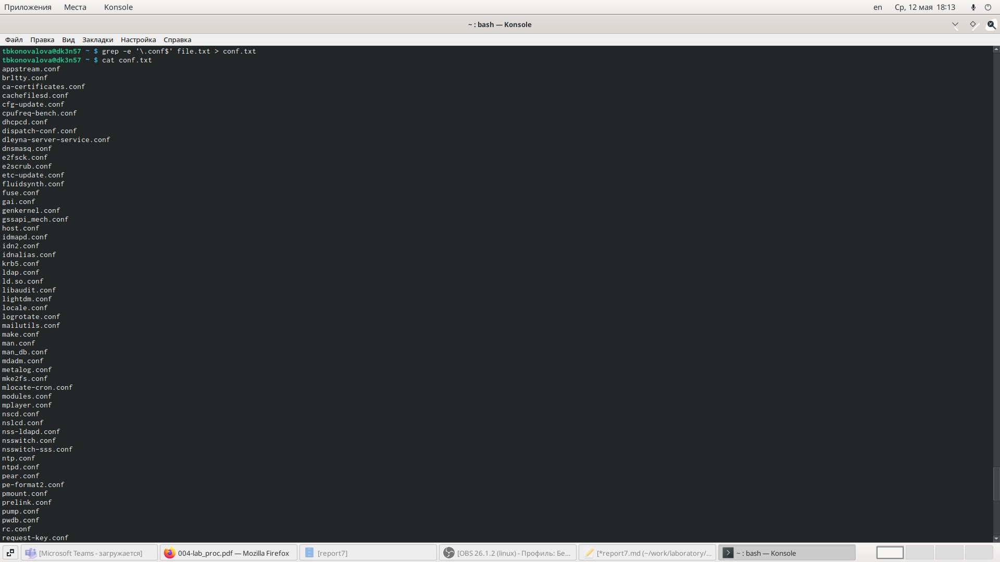 Приложения Места Konsole en Ср, 12 мая 18:13
~ : bash — Konsole
Файл Правка Вид Закладки Настройка Справка
tbkonovalova@dk3n57 ~ $ grep -e '\.conf$' file.txt > conf.txt
tbkonovalova@dk3n57 ~ $ cat conf.txt
appstream.conf
brltty.conf
ca-certificates.conf
cachefilesd.conf
cfg-update.conf
cpufreq-bench.conf
dhcpcd.conf
dispatch-conf.conf
dleyna-server-service.conf
dnsmasq.conf
e2fsck.conf
e2scrub.conf
etc-update.conf
fluidsynth.conf
fuse.conf
gai.conf
genkernel.conf
gssapi_mech.conf
host.conf
idmapd.conf
idn2.conf
idnalias.conf
krb5.conf
ldap.conf
ld.so.conf
libaudit.conf
lightdm.conf
locale.conf
logrotate.conf
mailutils.conf
make.conf
man.conf
man_db.conf
mdadm.conf
metalog.conf
mke2fs.conf
mlocate-cron.conf
modules.conf
mplayer.conf
nscd.conf
nslcd.conf
nss-ldapd.conf
nsswitch.conf
nsswitch-sss.conf
ntp.conf
ntpd.conf
pear.conf
pe-format2.conf
pmount.conf
prelink.conf
pump.conf
pwdb.conf
rc.conf
request-key.conf
[Microsoft Teams - загружается] 004-lab_proc.pdf — Mozilla Firefox [report7] [OBS 26.1.2 (linux) - Профиль: Бе... [*report7.md (~/work/laboratory/... ~ : bash — Konsole